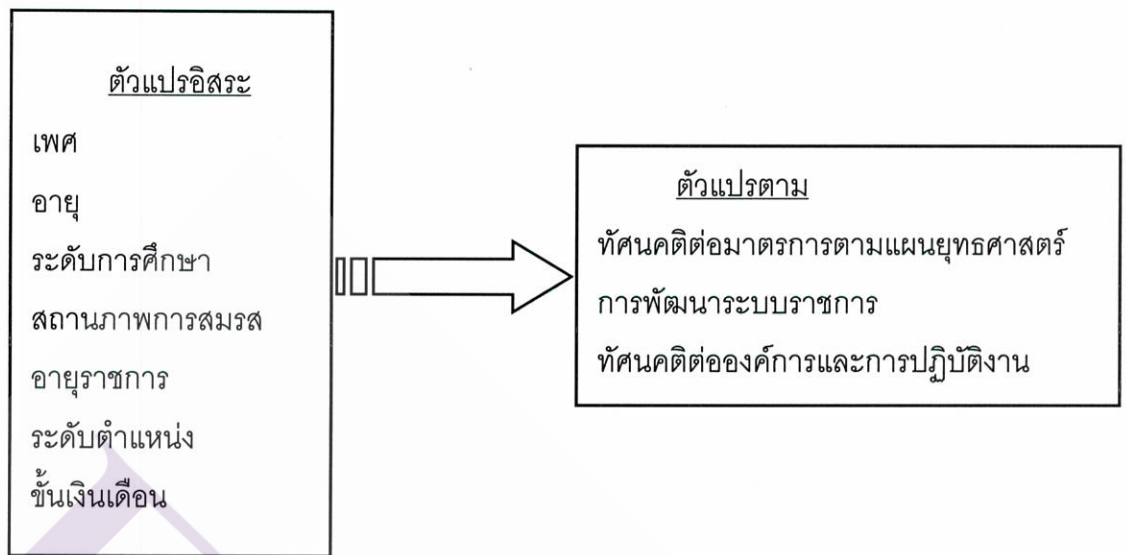 ตัวแปรอิสระ
เพศ
อายุ
ระดับการศึกษา
สถานภาพการสมรส
อายุราชการ
ระดับตำแหน่ง
ขั้นเงินเดือน
ตัวแปรตาม
ทัศนคติต่อมาตรการตามแผนยุทธศาสตร์
การพัฒนาระบบราชการ
ทัศนคติต่อองค์การและการปฏิบัติงาน